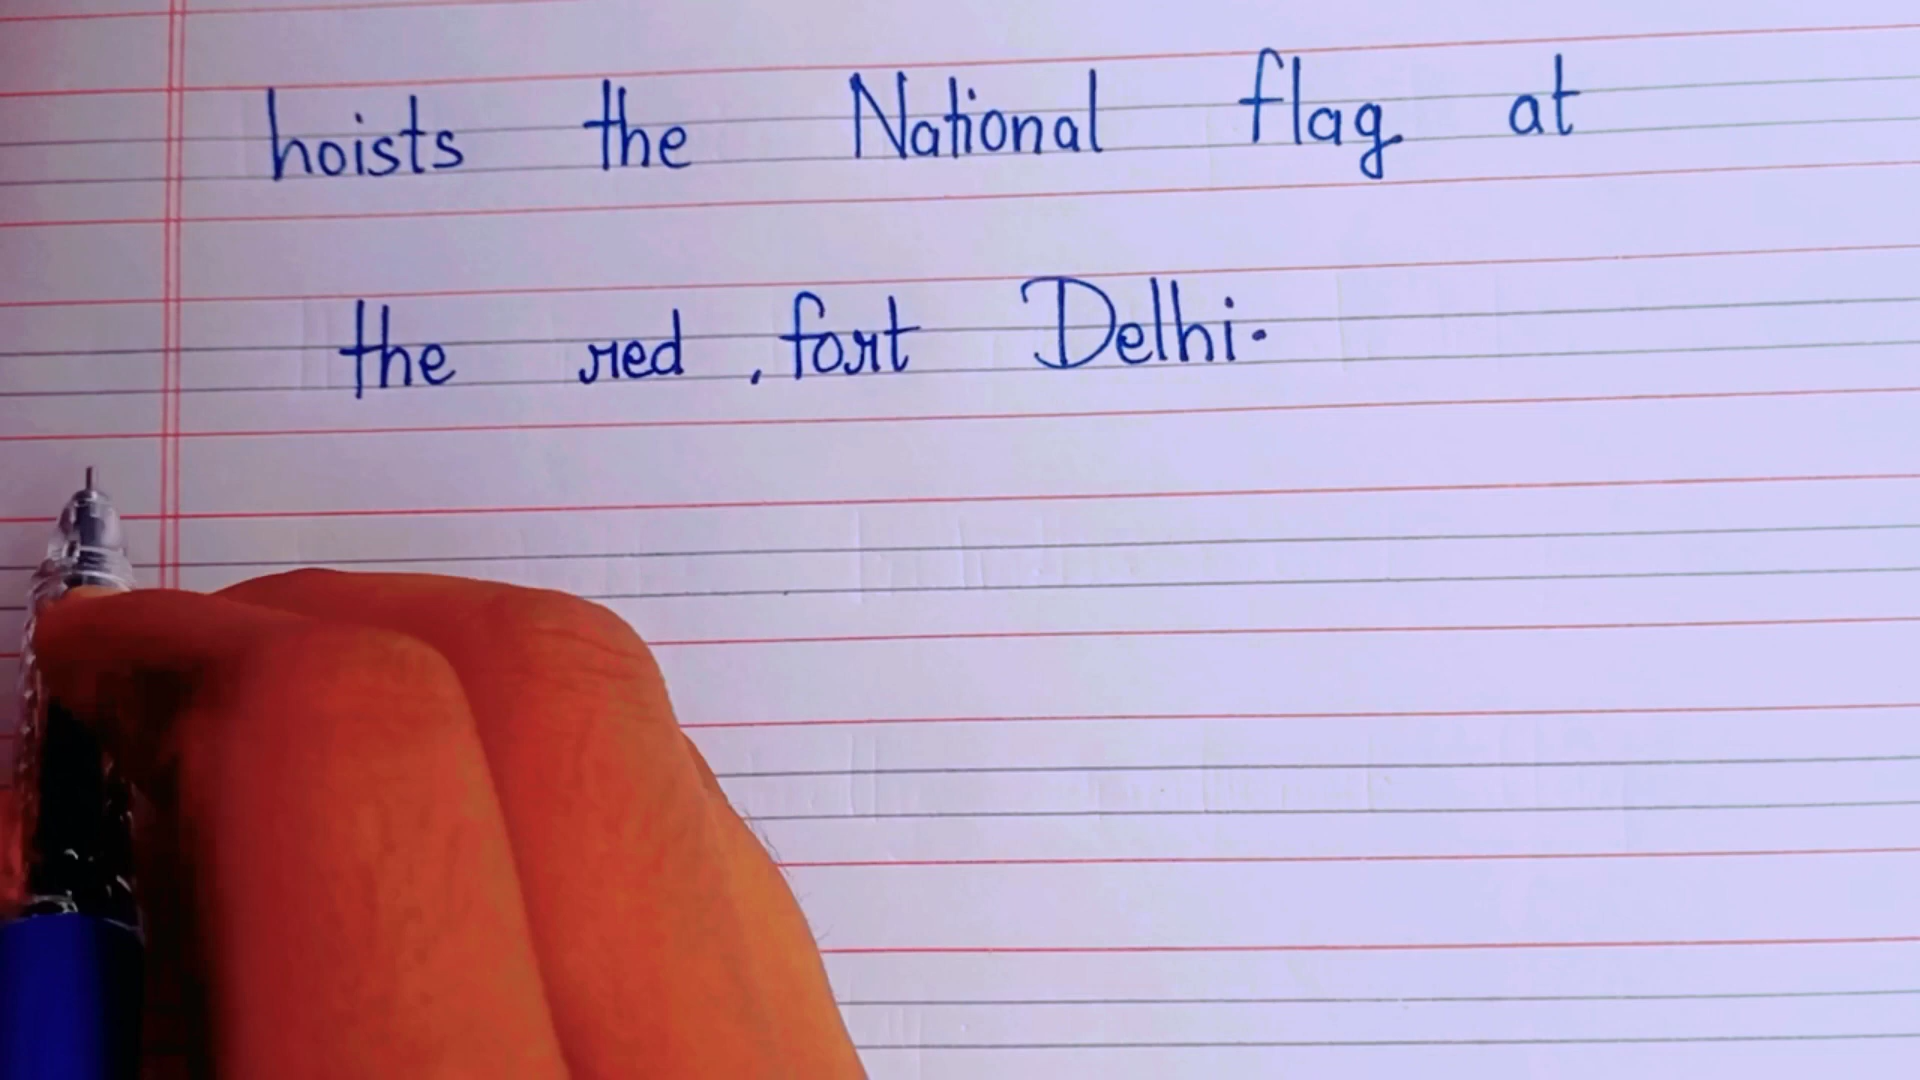 hoists the National flag at
the red , fort Delhi.